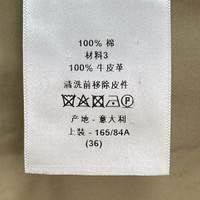 100% 棉
材料3
100% 牛皮革
清洗前移除皮件
产地 - 意大利
上装 - 165/84A
(36)